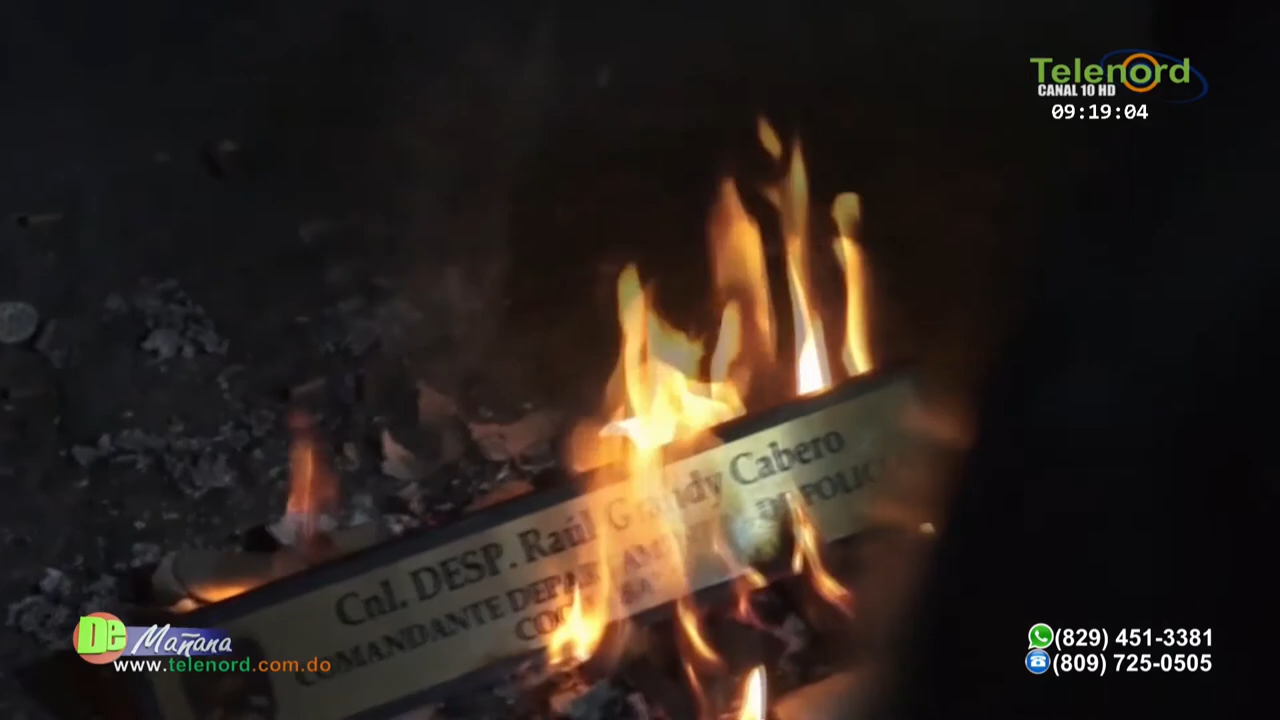 Telenord
CANAL 10 HD
09:19:04
Cnl. DESP. Raúl Cabero
COMANDANTE
De Mañana
www.telenord.com.do
(829) 451-3381
(809) 725-0505